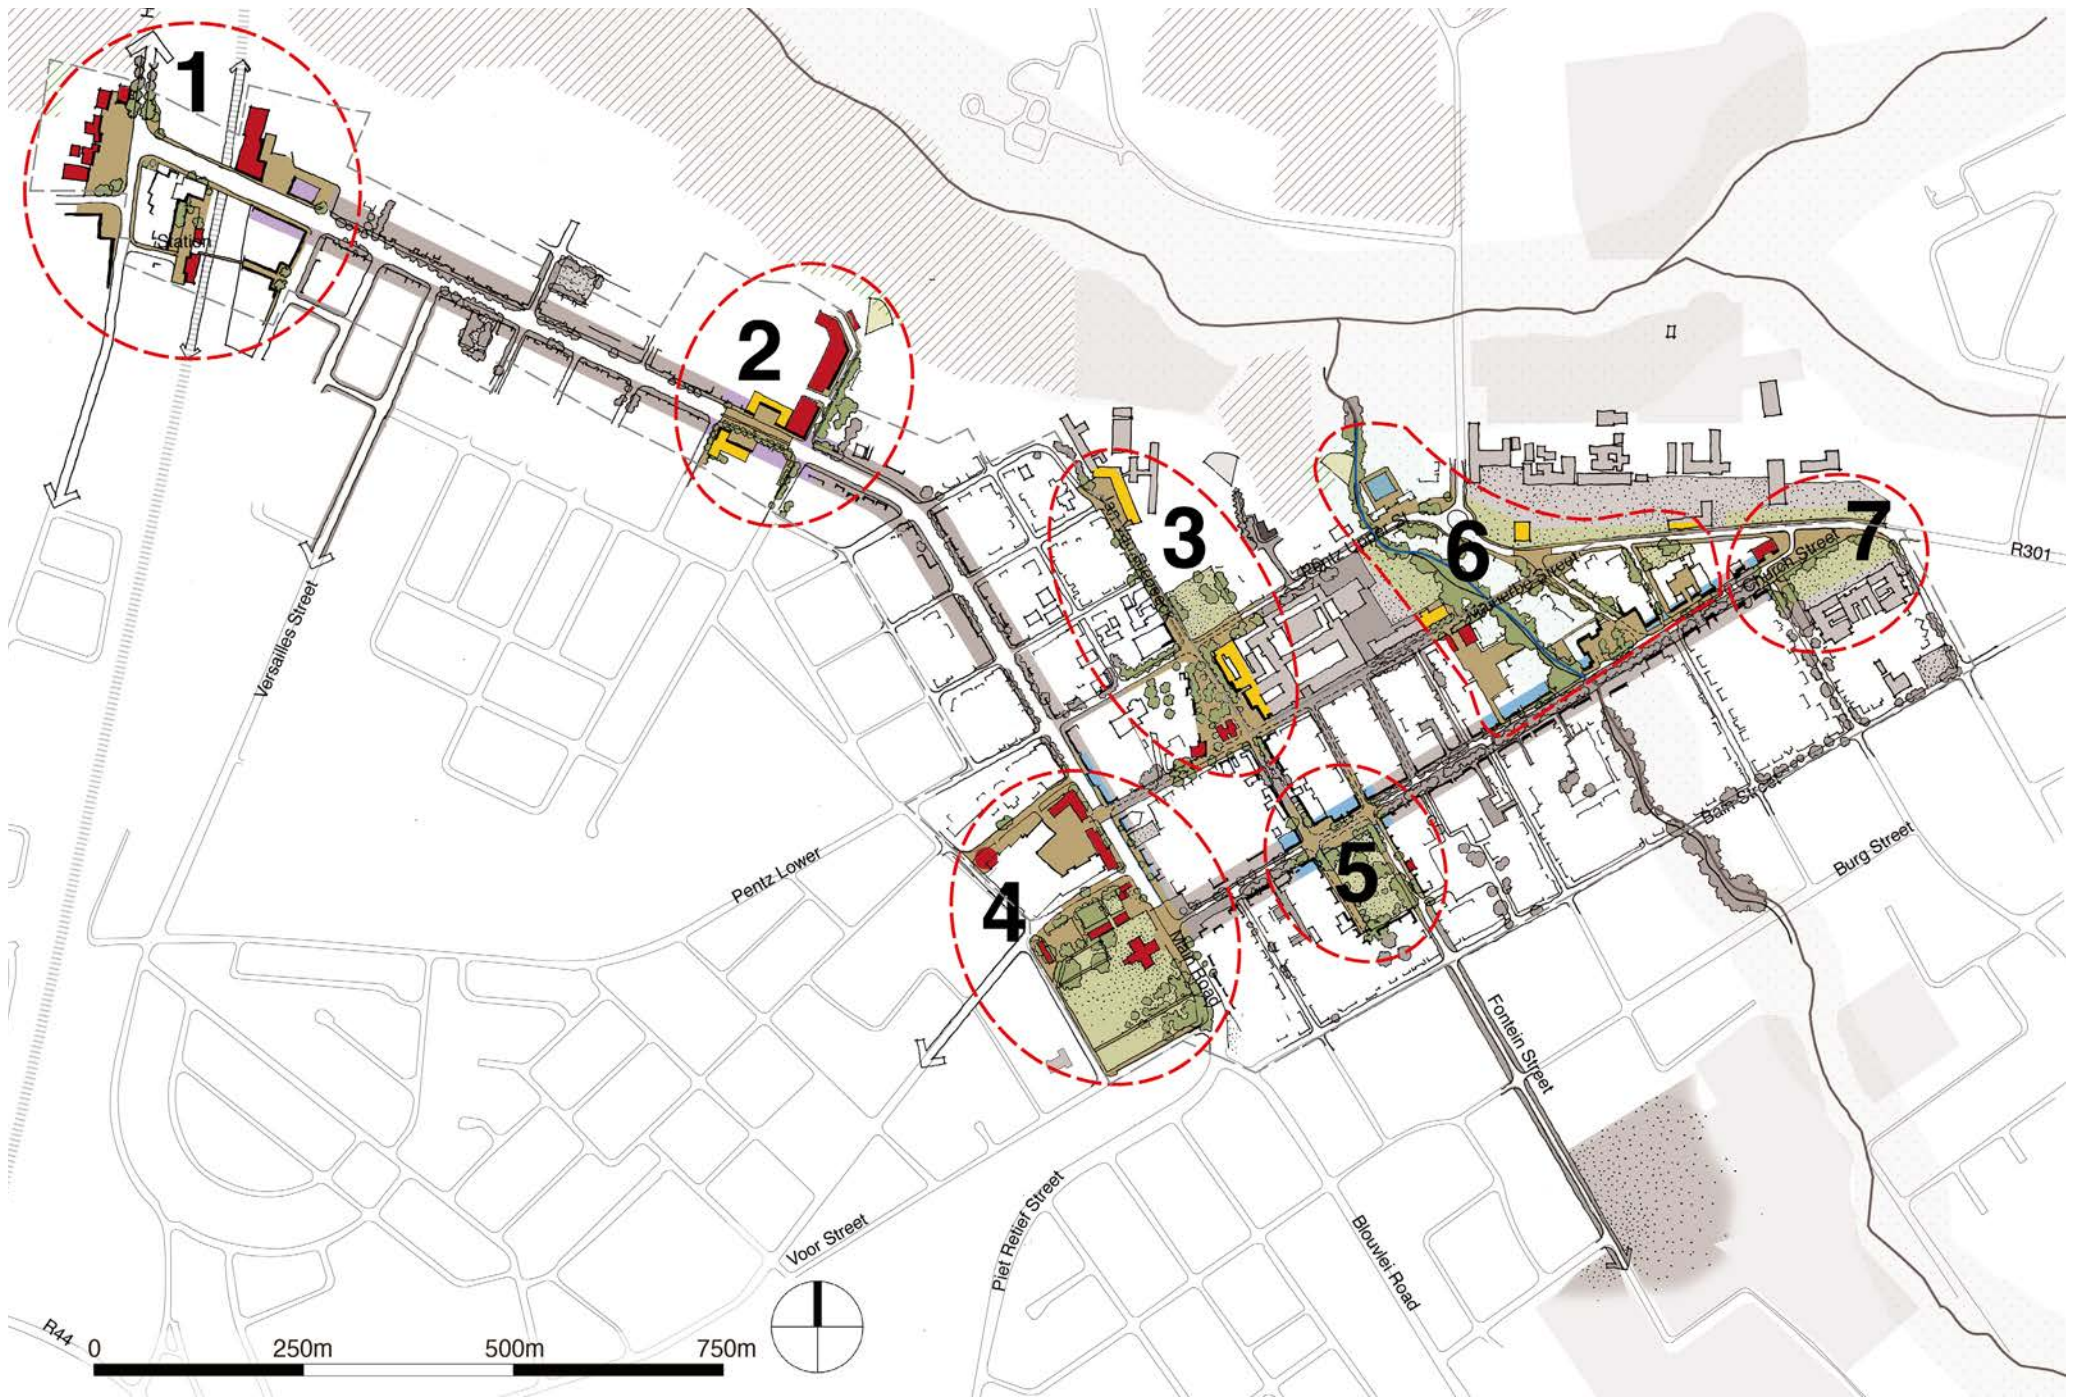 1
Station
2
3
Pentz Upper
6
7
R301
Church Street
Versailles Street
Bain Street
Burg Street
Pentz Lower
4
5
Main Road
Fontein Street
Voor Street
Piet Retief Street
Blouvlei Road
R44
0 250m 500m 750m